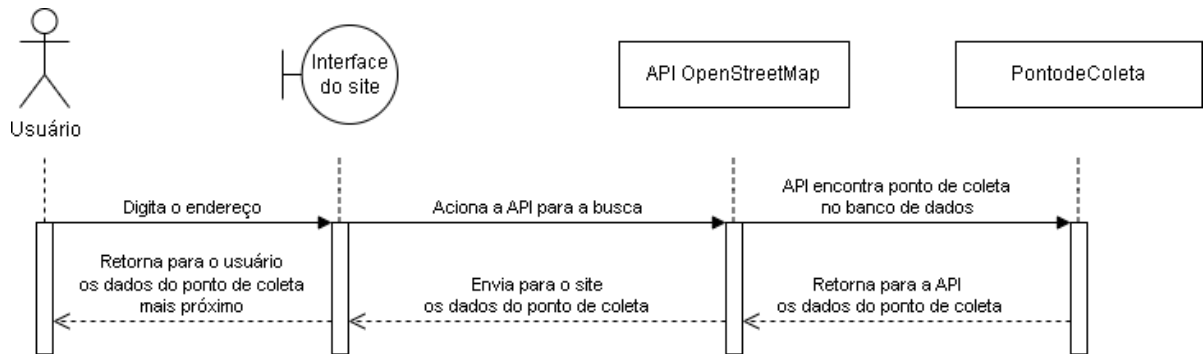 Usuário
Interface
do site
API OpenStreetMap
PontodeColeta
Digita o endereço
Aciona a API para a busca
API encontra ponto de coleta
no banco de dados
Retorna para o usuário
os dados do ponto de coleta
mais próximo
Envia para o site
os dados do ponto de coleta
Retorna para a API
os dados do ponto de coleta